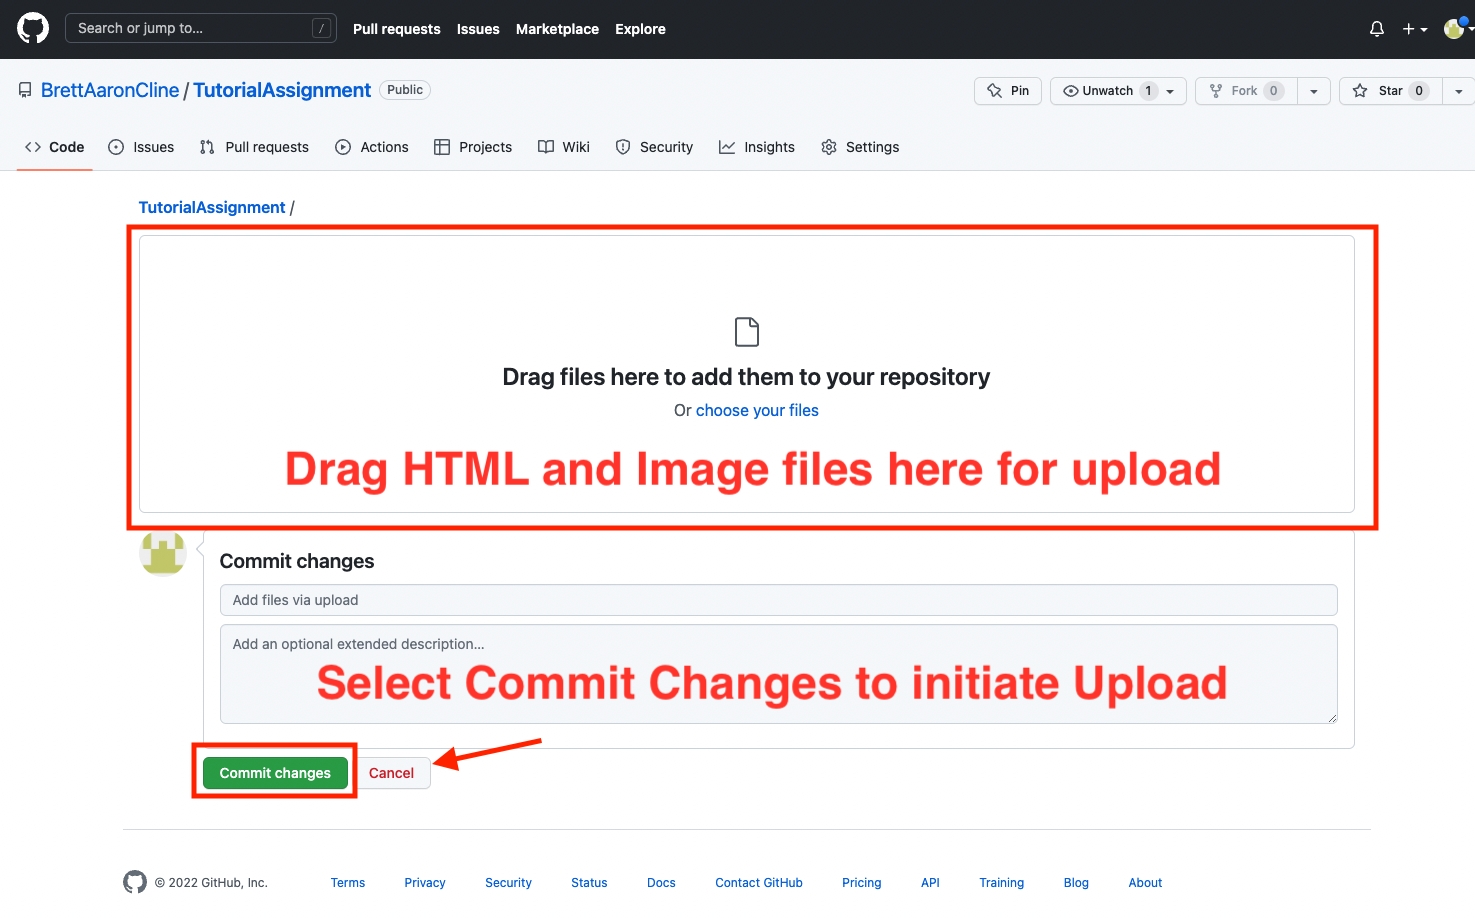 Search or jump to... /
Pull requests Issues Marketplace Explore
BrettAaronCline / TutorialAssignment Public
Pin Unwatch 1 Fork 0 Star 0
Code Issues Pull requests Actions Projects Wiki Security Insights Settings
TutorialAssignment /
Drag files here to add them to your repository
Or choose your files
Drag HTML and Image files here for upload
Commit changes
Add files via upload
Add an optional extended description...
Select Commit Changes to initiate Upload
Commit changes Cancel
© 2022 GitHub, Inc. Terms Privacy Security Status Docs Contact GitHub Pricing API Training Blog About